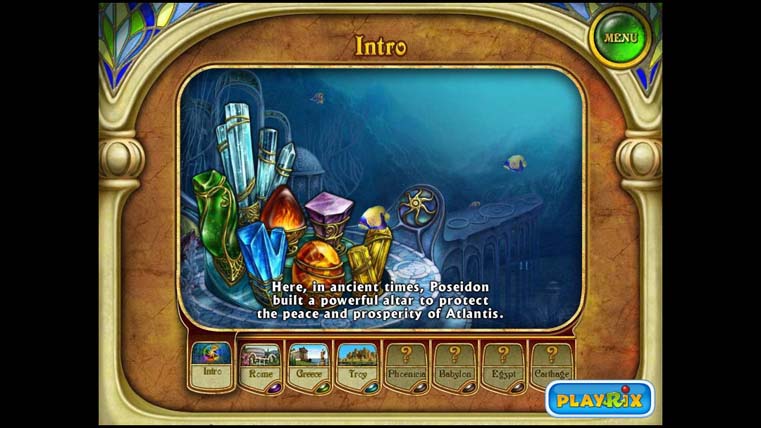 Intro
MENU
Here, in ancient times, Poseidon
built a powerful altar to protect
the peace and prosperity of Atlantis.
Intro
Rome
Greece
Troy
?
Phoenicia
?
Babylon
?
Egypt
?
Carthage
PLAYRIX